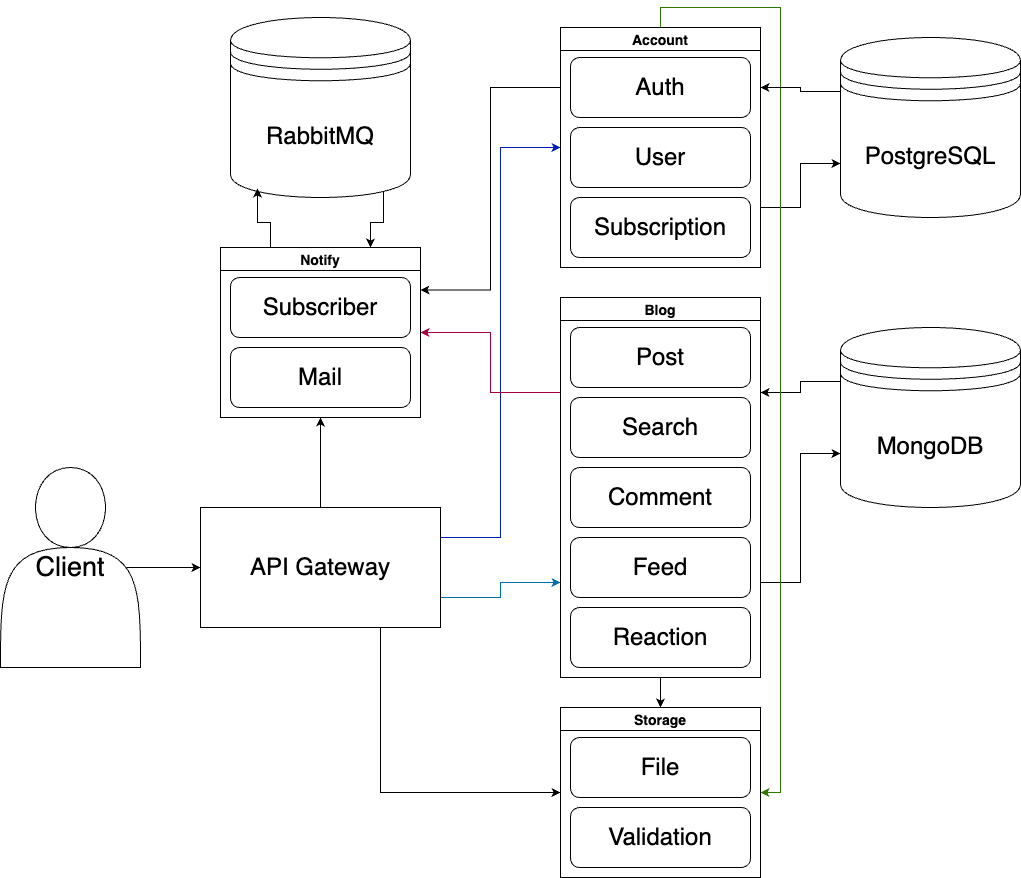 RabbitMQ
Account
Auth
User
Subscription
PostgreSQL
Notify
Subscriber
Mail
Blog
Post
Search
Comment
Feed
Reaction
MongoDB
Client
API Gateway
Storage
File
Validation